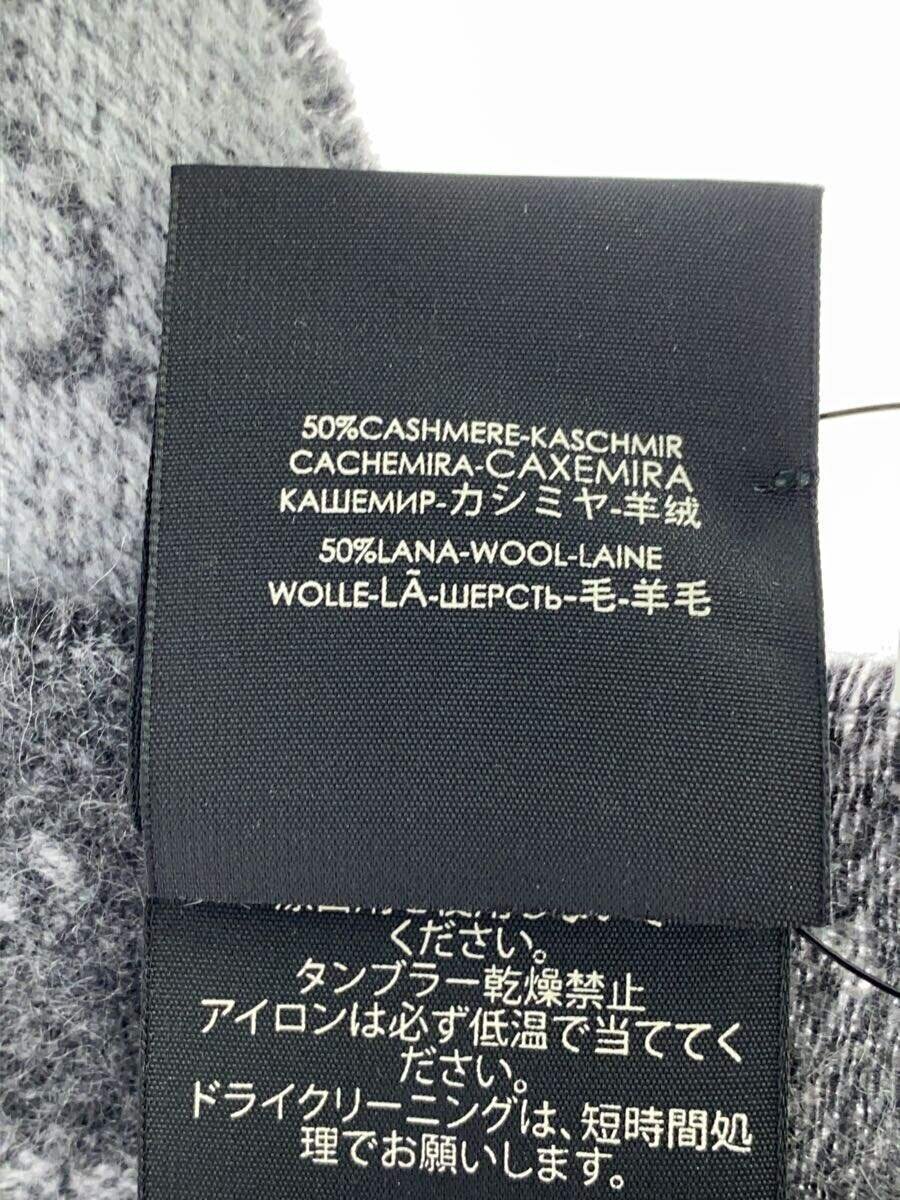 50%CASHMERE-KASCHMIR
CACHEMIRA-CAXEMIRA
КАШЕМИР-カシミヤ-羊绒
50%LANA-WOOL-LAINE
WOLLE-LÃ-ШЕРСТЬ-毛-羊毛
ください。
タンブラー乾燥禁止
アイロンは必ず低温で当ててく
ださい。
ドライクリーニングは、短時間処
理でお願いします。